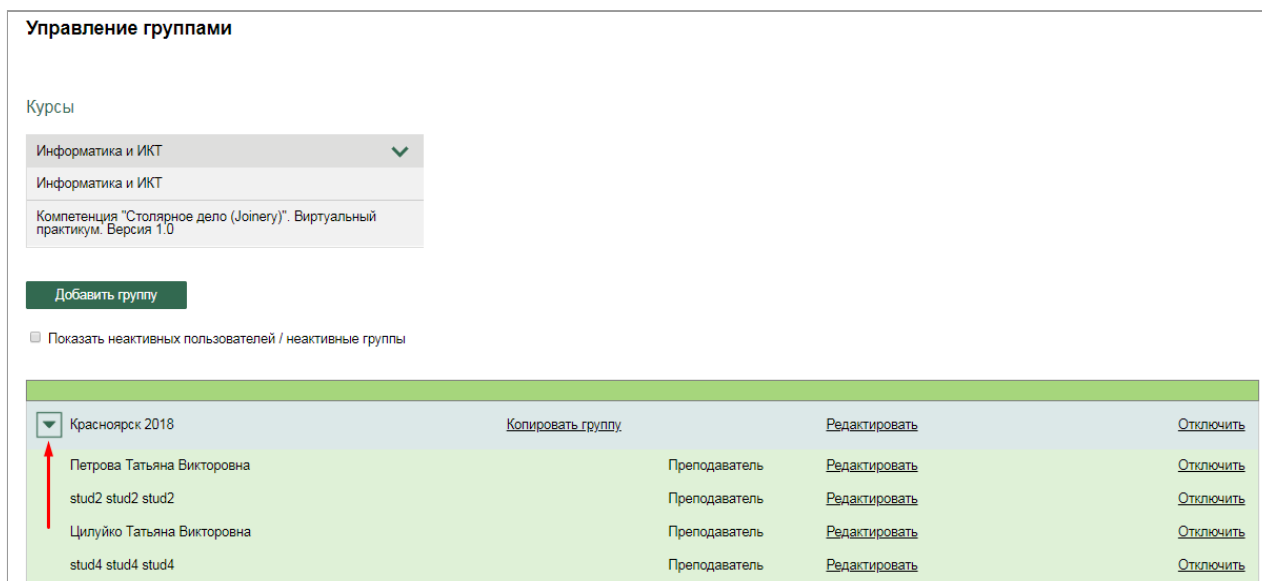 Управление группами
Курсы
Информатика и ИКТ
Информатика и ИКТ
Компетенция "Столярное дело (Joinery)". Виртуальный
практикум. Версия 1.0
Добавить группу
Показать неактивных пользователей / неактивные группы
Красноярск 2018 Копировать группу Редактировать Отключить
Петрова Татьяна Викторовна Преподаватель Редактировать Отключить
stud2 stud2 stud2 Преподаватель Редактировать Отключить
Цилуйко Татьяна Викторовна Преподаватель Редактировать Отключить
stud4 stud4 stud4 Преподаватель Редактировать Отключить